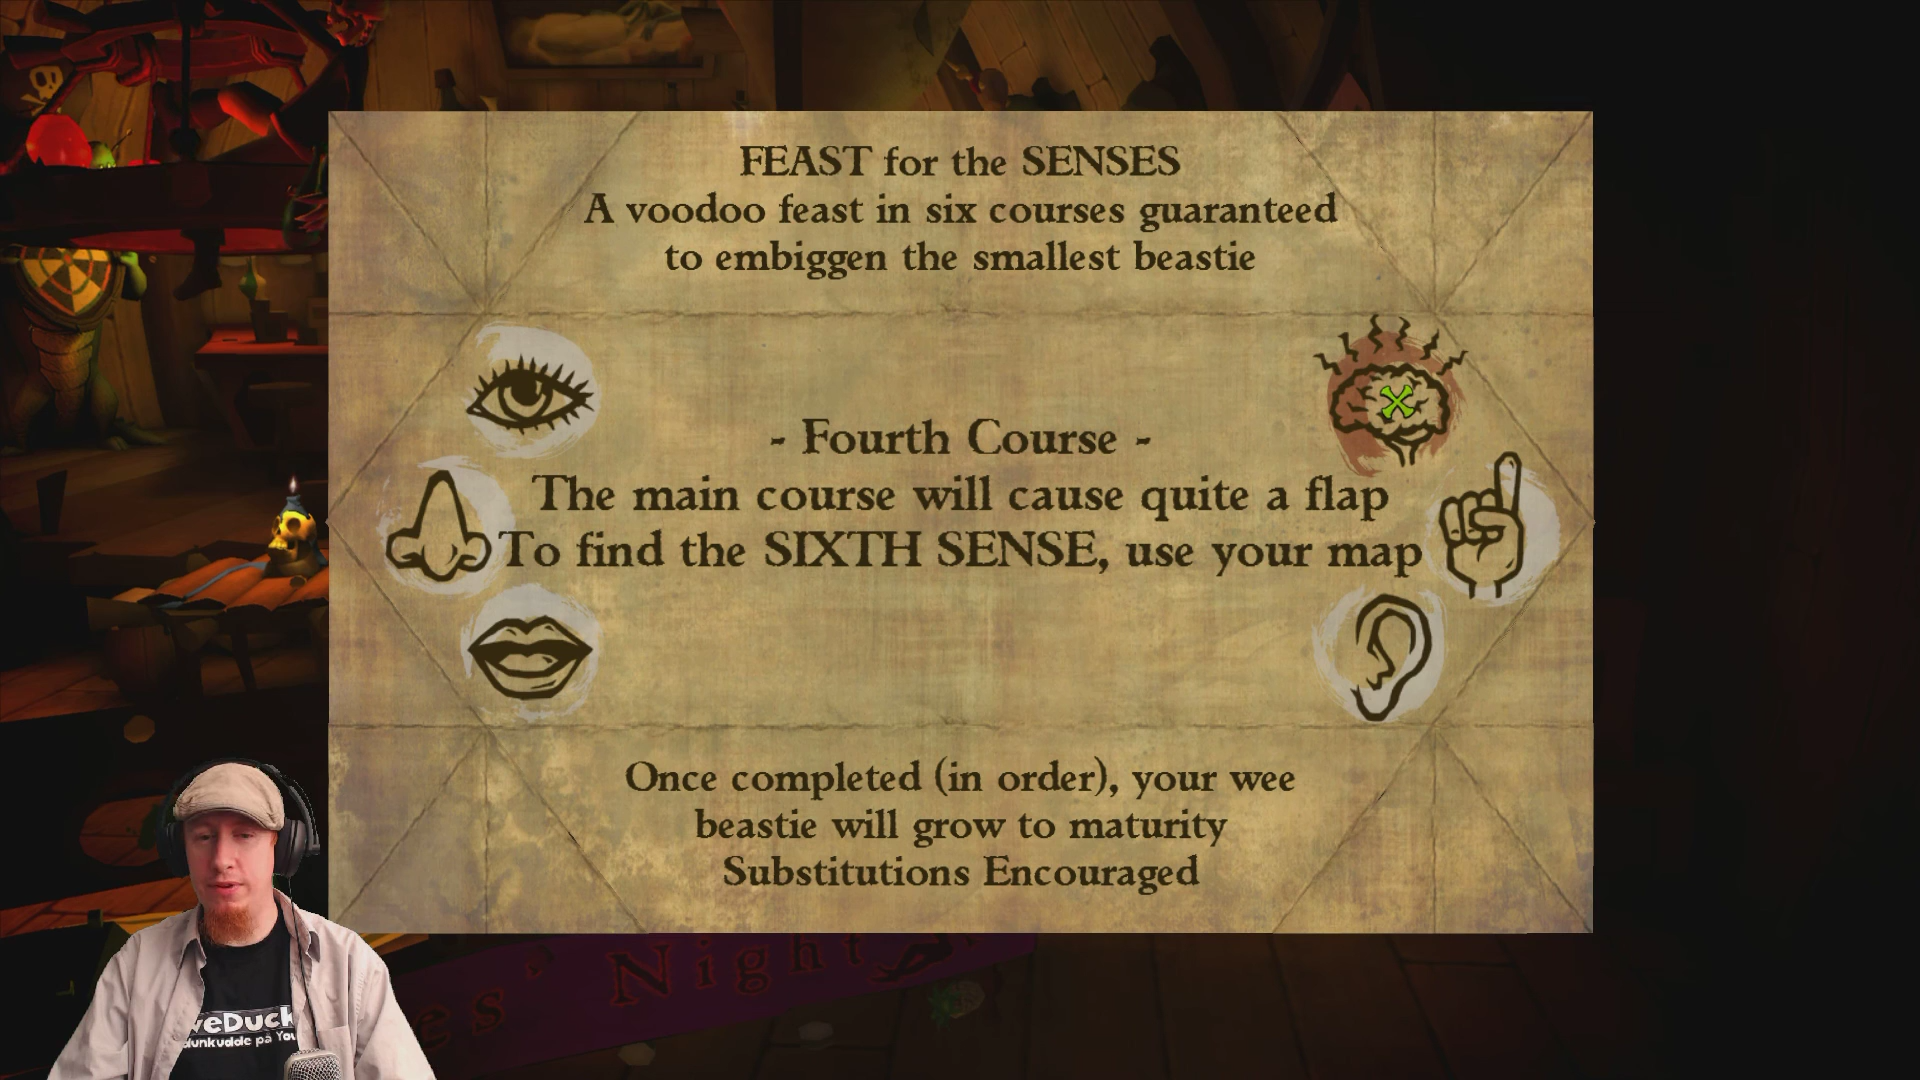 FEAST for the SENSES
A voodoo feast in six courses guaranteed
to embiggen the smallest beastie
- Fourth Course -
The main course will cause quite a flap
To find the SIXTH SENSE, use your map
Once completed (in order), your wee
beastie will grow to maturity
Substitutions Encouraged
Night